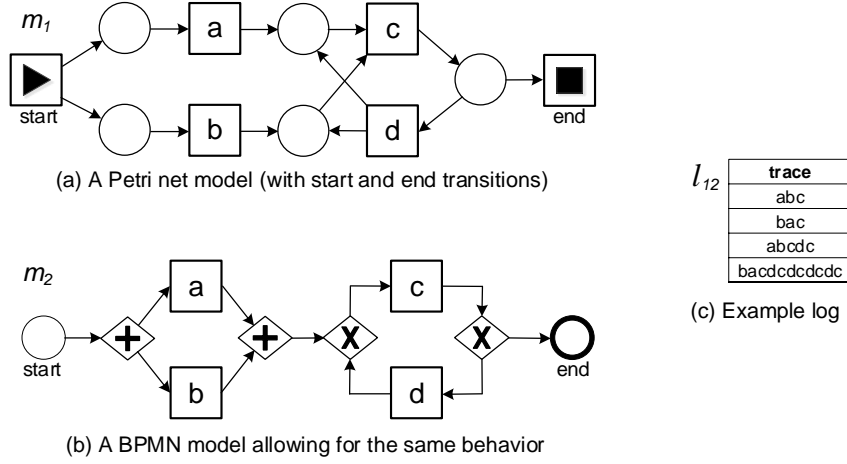 m1
a
c
start
b
d
end
(a) A Petri net model (with start and end transitions)
l12
trace
abc
bac
abcdc
bacdcdcdcdc
(c) Example log
m2
a
c
+
+
X
X
start
b
d
end
(b) A BPMN model allowing for the same behavior